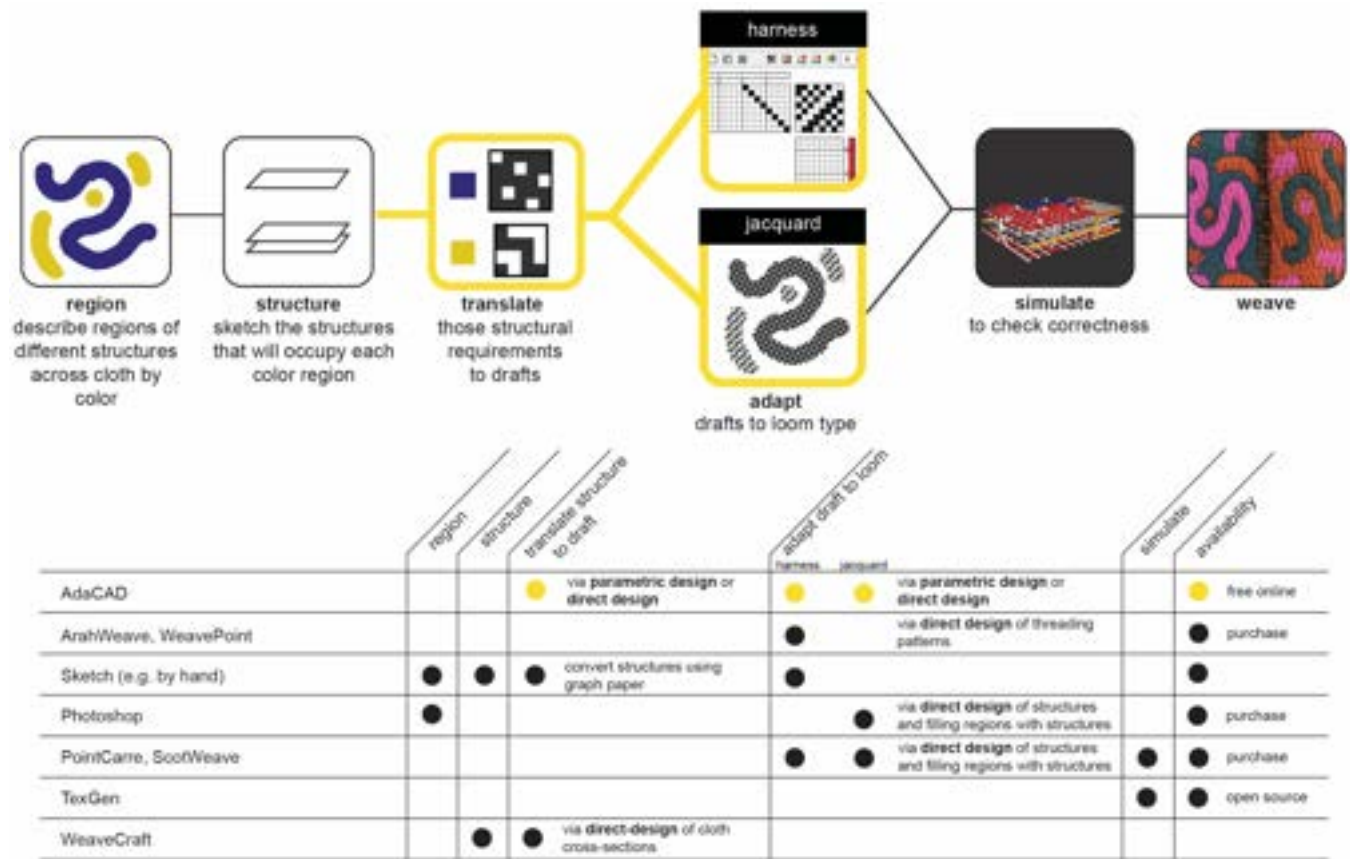 harness
jacquard
region
describe regions of
different structures
across cloth by
color
structure
sketch the structures
that will occupy each
color region
translate
those structural
requirements
to drafts
adapt
drafts to loom type
simulate
to check correctness
weave
region
structure
translate structure
to draft
adapt draft to loom
simulate
availability
harness
jacquard
AdaCAD
via parametric design or
direct design
via parametric design or
direct design
free online
ArahWeave, WeavePoint
via direct design of threading
patterns
purchase
Sketch (e.g. by hand)
convert structures using
graph paper
Photoshop
via direct design of structures
and filling regions with structures
purchase
PointCarre, ScotWeave
via direct design of structures
and filling regions with structures
purchase
TexGen
open source
WeaveCraft
via direct-design of cloth
cross-sections